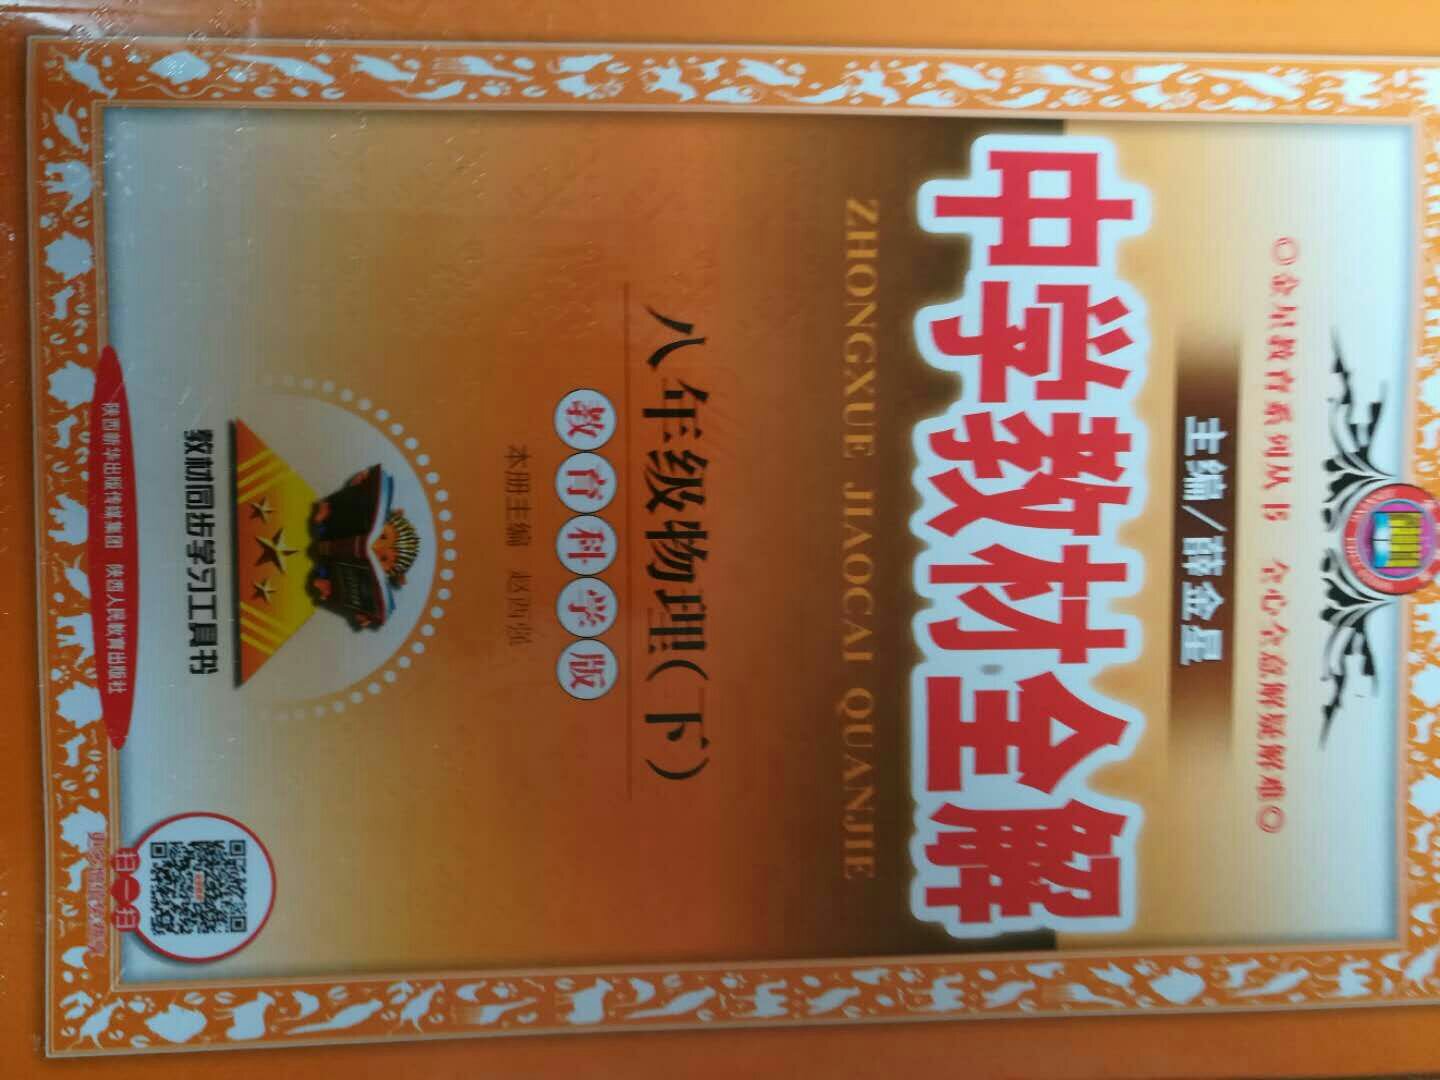 ◎金星教育系列丛书 全心全意解疑解难◎
主编/薛金星
中学教材全解
ZHONGXUE JIAOCAI QUANJIE
八年级物理(下)
教育科学版
本册主编
教材同步学习工具书
陕西新华出版传媒集团 陕西人民教育出版社
扫一扫